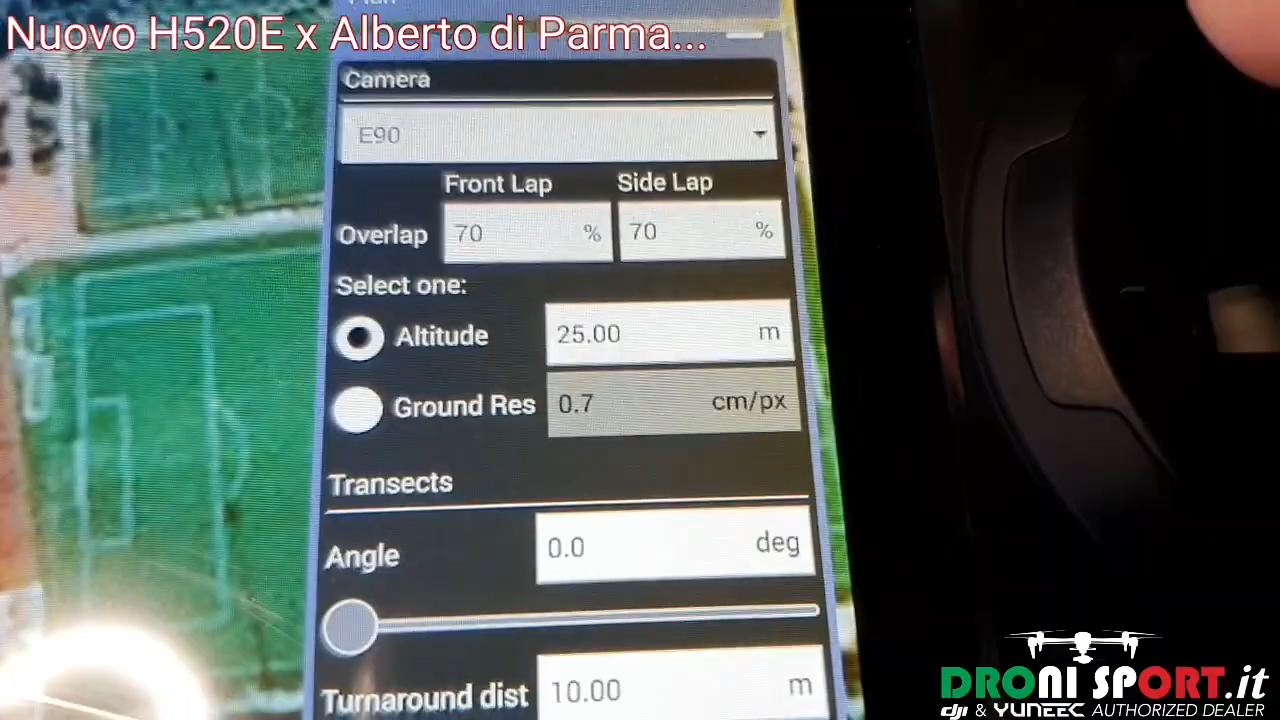 Nuovo H520E x Alberto di Parma...
Camera
E90
Front Lap Side Lap
Overlap 70 % 70 %
Select one:
Altitude 25.00 m
Ground Res 0.7 cm/px
Transects
Angle 0.0 deg
Turnaround dist 10.00 m
DRONI SPORT.it
dji & YUNEEC AUTHORIZED DEALER